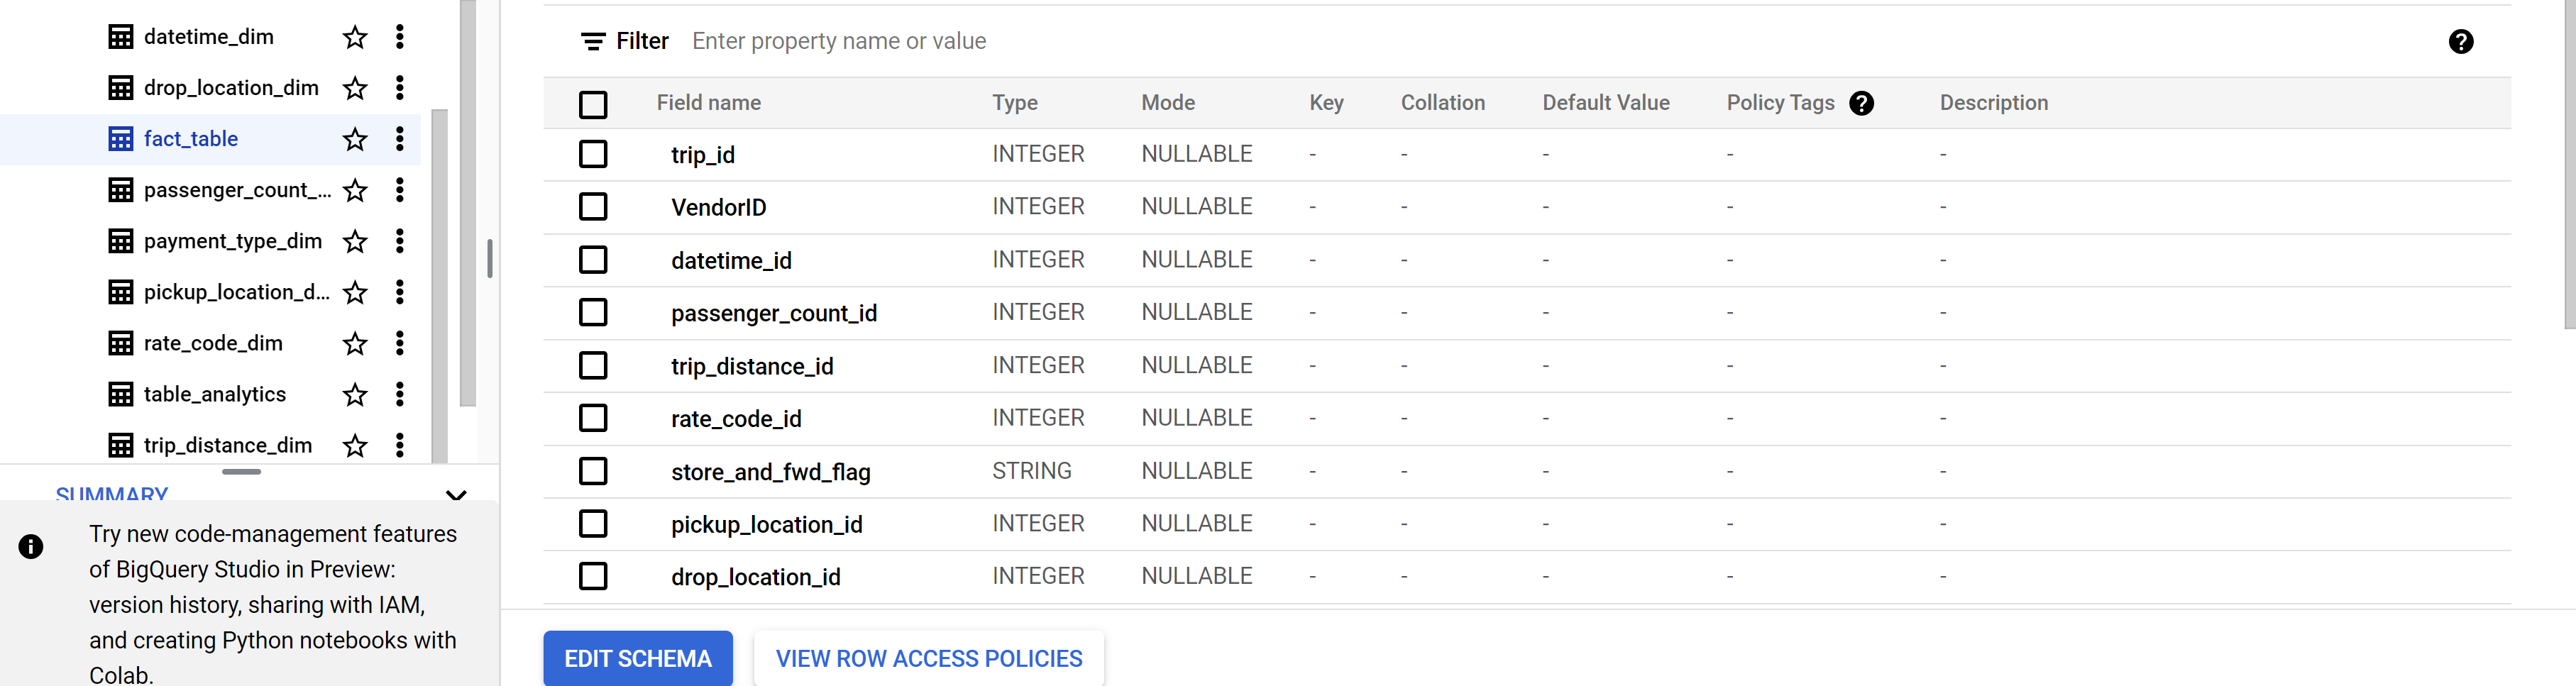 datetime_dim
drop_location_dim
fact_table
passenger_count_...
payment_type_dim
pickup_location_d...
rate_code_dim
table_analytics
trip_distance_dim
SUMMARY
Try new code-management features
of BigQuery Studio in Preview:
version history, sharing with IAM,
and creating Python notebooks with
Colab.
Filter Enter property name or value
Field name Type Mode Key Collation Default Value Policy Tags Description
trip_id INTEGER NULLABLE - - - - -
VendorID INTEGER NULLABLE - - - - -
datetime_id INTEGER NULLABLE - - - - -
passenger_count_id INTEGER NULLABLE - - - - -
trip_distance_id INTEGER NULLABLE - - - - -
rate_code_id INTEGER NULLABLE - - - - -
store_and_fwd_flag STRING NULLABLE - - - - -
pickup_location_id INTEGER NULLABLE - - - - -
drop_location_id INTEGER NULLABLE - - - - -
EDIT SCHEMA VIEW ROW ACCESS POLICIES